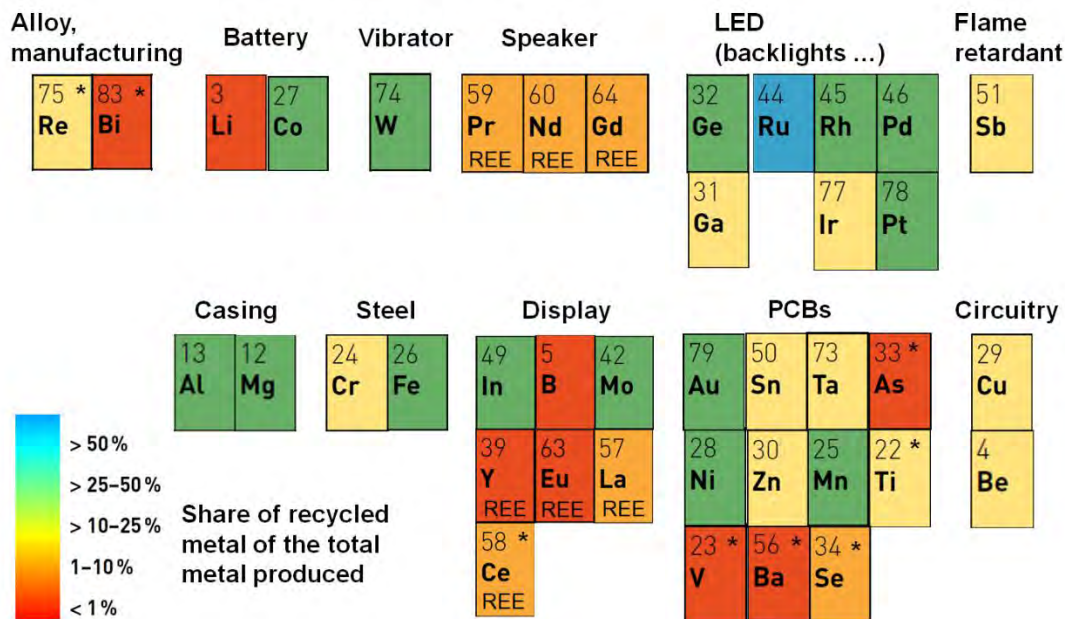 Alloy, manufacturing
75 * Re
83 * Bi
Battery
3 Li
27 Co
Vibrator
74 W
Speaker
59 Pr REE
60 Nd REE
64 Gd REE
LED (backlights ...)
32 Ge
44 Ru
45 Rh
46 Pd
31 Ga
77 Ir
78 Pt
Flame retardant
51 Sb
Casing
13 Al
12 Mg
Steel
24 Cr
26 Fe
Display
49 In
5 B
42 Mo
39 Y REE
63 Eu REE
57 La REE
58 * Ce REE
PCBs
79 Au
50 Sn
73 Ta
33 * As
28 Ni
30 Zn
25 Mn
22 * Ti
23 * V
56 * Ba
34 * Se
Circuitry
29 Cu
4 Be
> 50 %
> 25–50 %
> 10–25 %
1–10 %
< 1 %
Share of recycled
metal of the total
metal produced